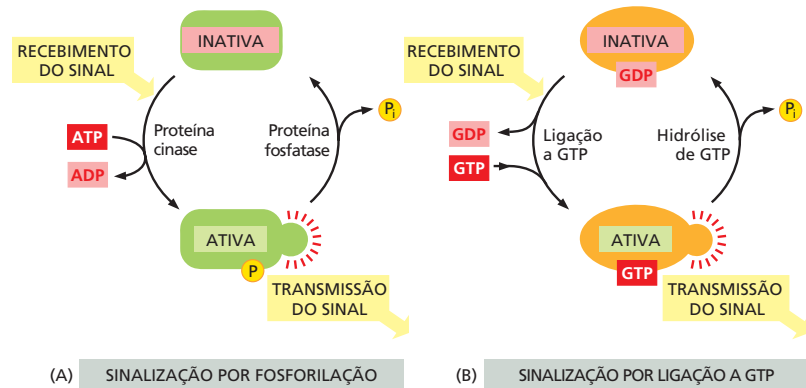 INATIVA
RECEBIMENTO
DO SINAL
ATP
ADP
Proteína
cinase
Proteína
fosfatase
Pi
ATIVA
P
TRANSMISSÃO
DO SINAL
(A) SINALIZAÇÃO POR FOSFORILAÇÃO
INATIVA
GDP
RECEBIMENTO
DO SINAL
GDP
GTP
Ligação
a GTP
Hidrólise
de GTP
Pi
ATIVA
GTP
TRANSMISSÃO
DO SINAL
(B) SINALIZAÇÃO POR LIGAÇÃO A GTP